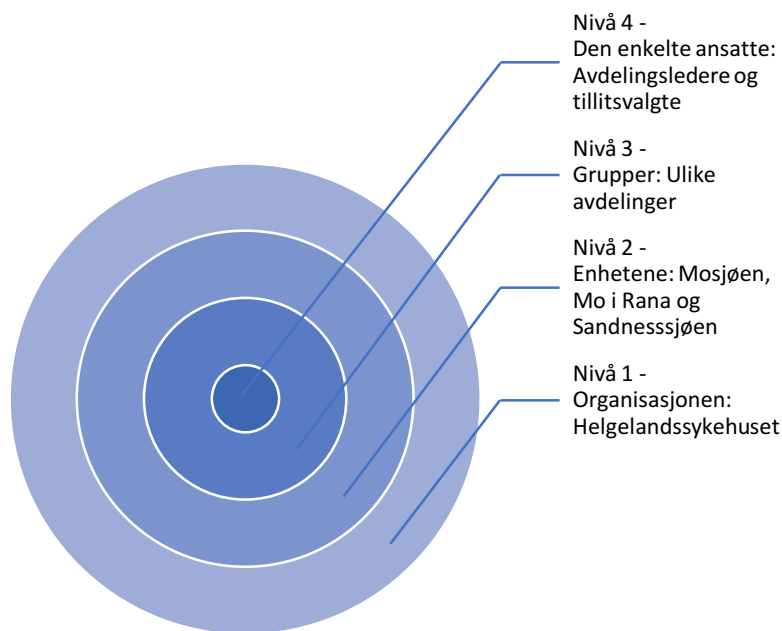 Nivå 4 -
Den enkelte ansatte:
Avdelingsledere og
tillitsvalgte
Nivå 3 -
Grupper: Ulike
avdelinger
Nivå 2 -
Enhetene: Mosjøen,
Mo i Rana og
Sandnesssjøen
Nivå 1 -
Organisasjonen:
Helgelandssykehuset